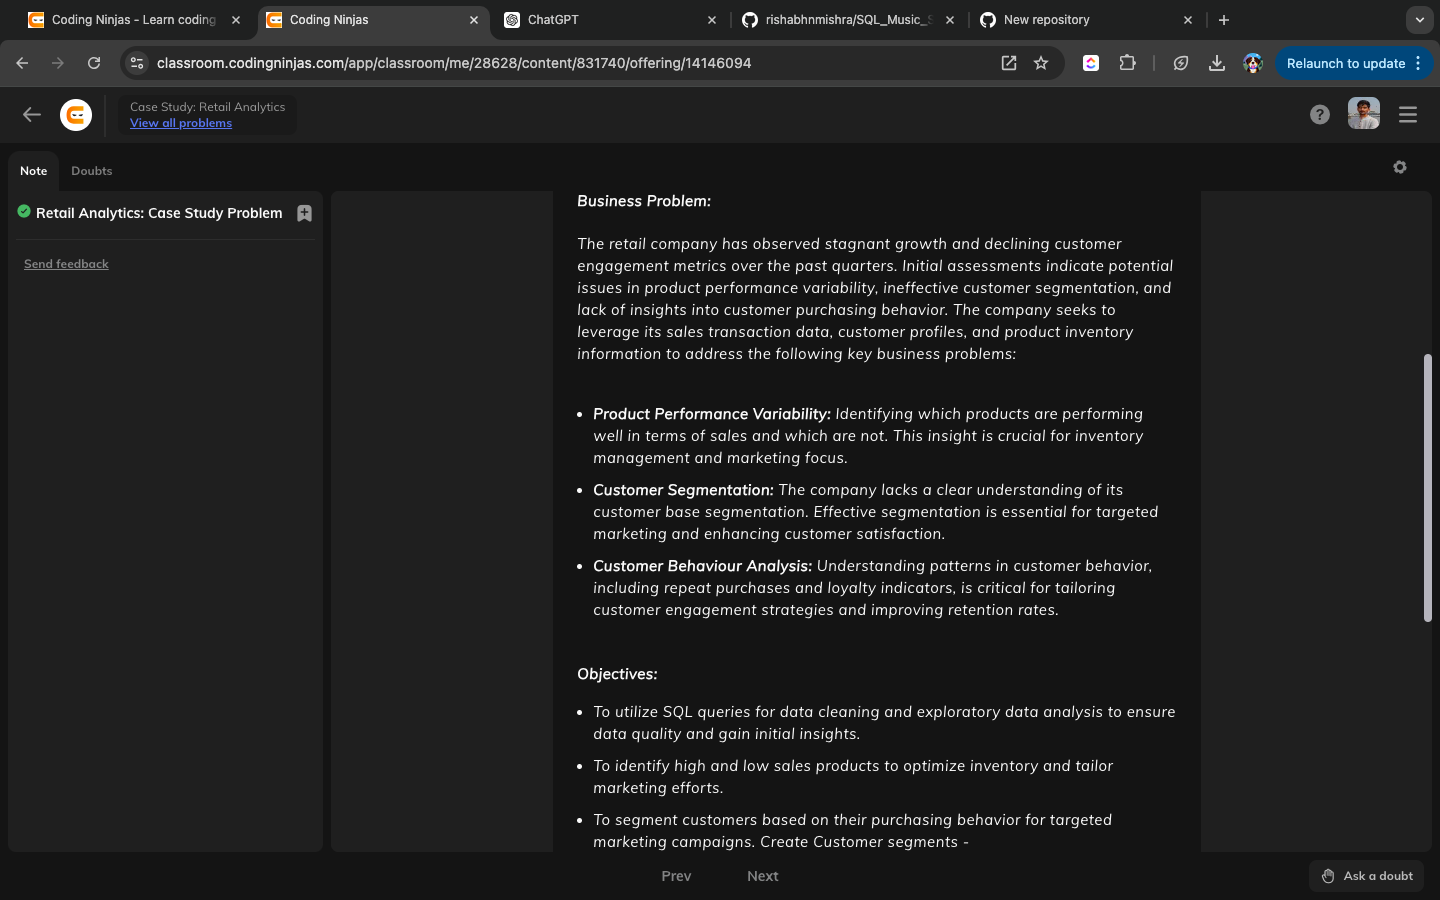 Coding Ninjas - Learn coding
Coding Ninjas
ChatGPT
rishabhnmishra/SQL_Music_S
New repository
classroom.codingninjas.com/app/classroom/me/28628/content/831740/offering/14146094
Relaunch to update
Case Study: Retail Analytics
View all problems
Note
Doubts
Retail Analytics: Case Study Problem
Send feedback
Business Problem:
The retail company has observed stagnant growth and declining customer
engagement metrics over the past quarters. Initial assessments indicate potential
issues in product performance variability, ineffective customer segmentation, and
lack of insights into customer purchasing behavior. The company seeks to
leverage its sales transaction data, customer profiles, and product inventory
information to address the following key business problems:
• Product Performance Variability: Identifying which products are performing
well in terms of sales and which are not. This insight is crucial for inventory
management and marketing focus.
• Customer Segmentation: The company lacks a clear understanding of its
customer base segmentation. Effective segmentation is essential for targeted
marketing and enhancing customer satisfaction.
• Customer Behaviour Analysis: Understanding patterns in customer behavior,
including repeat purchases and loyalty indicators, is critical for tailoring
customer engagement strategies and improving retention rates.
Objectives:
• To utilize SQL queries for data cleaning and exploratory data analysis to ensure
data quality and gain initial insights.
• To identify high and low sales products to optimize inventory and tailor
marketing efforts.
• To segment customers based on their purchasing behavior for targeted
marketing campaigns. Create Customer segments -
Prev
Next
Ask a doubt